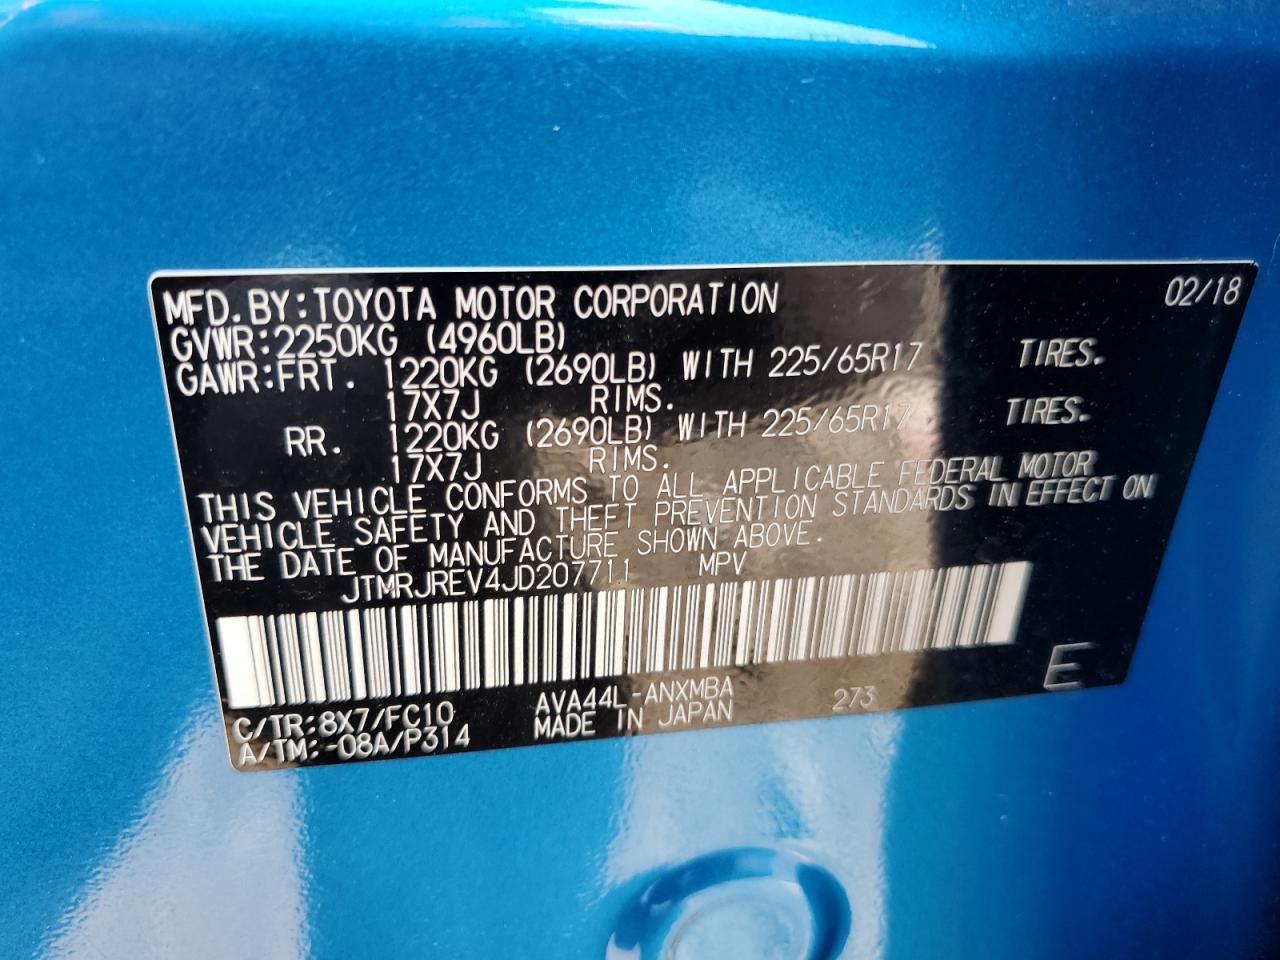 MFD. BY: TOYOTA MOTOR CORPORATION 02/18
GVWR: 2250KG (4960LB)
GAWR: FRT. 1220KG (2690LB) WITH 225/65R17 TIRES.
17X7J RIMS.
RR. 1220KG (2690LB) WITH 225/65R17 TIRES.
17X7J RIMS.
THIS VEHICLE CONFORMS TO ALL APPLICABLE FEDERAL MOTOR
VEHICLE SAFETY AND THEFT PREVENTION STANDARDS IN EFFECT ON
THE DATE OF MANUFACTURE SHOWN ABOVE.
JTMRJREV4JD207711 MPV
E
C/TR: 8X7/FC10 AVA44L-ANXMBA 273
A/TM: -08A/P314 MADE IN JAPAN